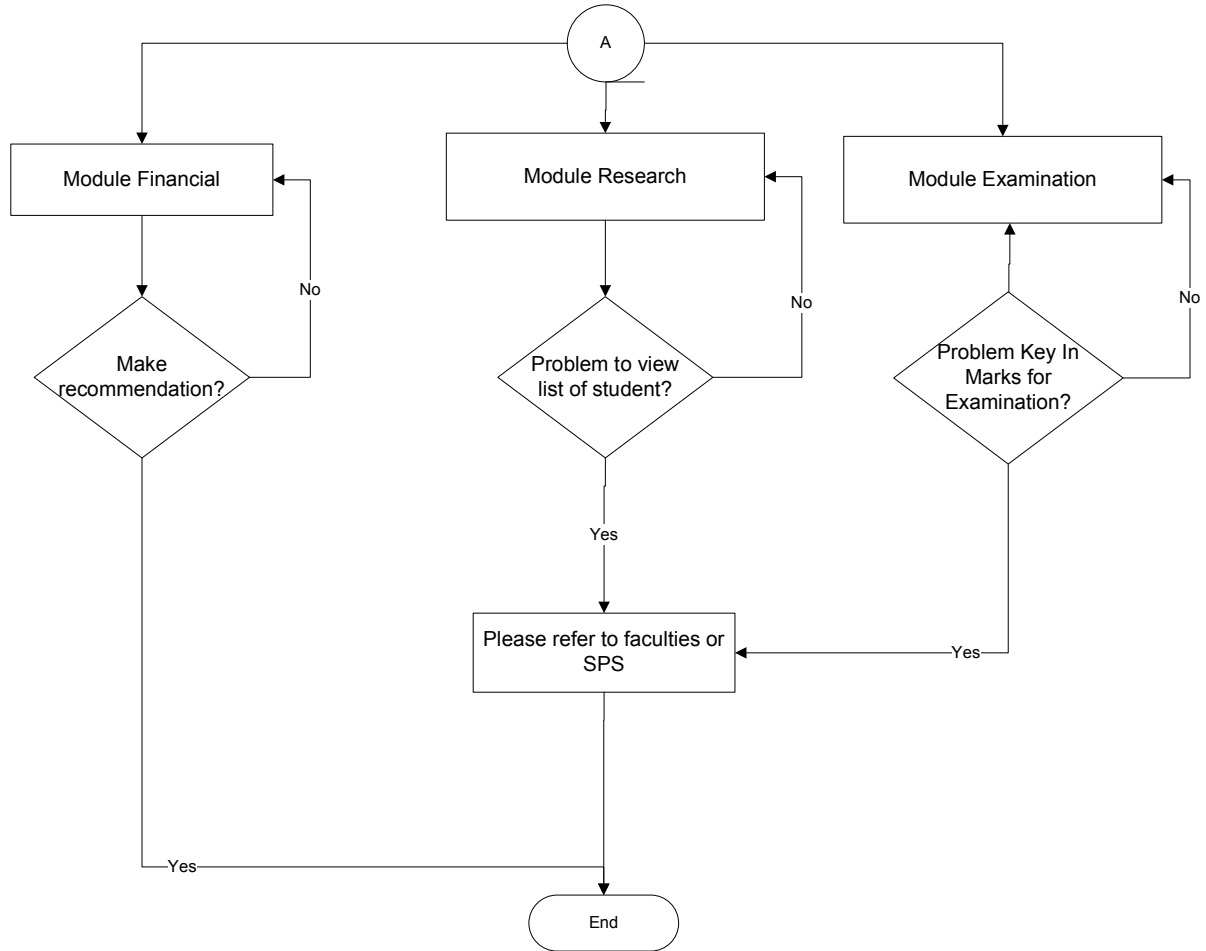 A
Module Financial
Module Research
Module Examination
No
No
No
Make
recommendation?
Problem to view
list of student?
Problem Key In
Marks for
Examination?
Yes
Please refer to faculties or
SPS
Yes
Yes
End